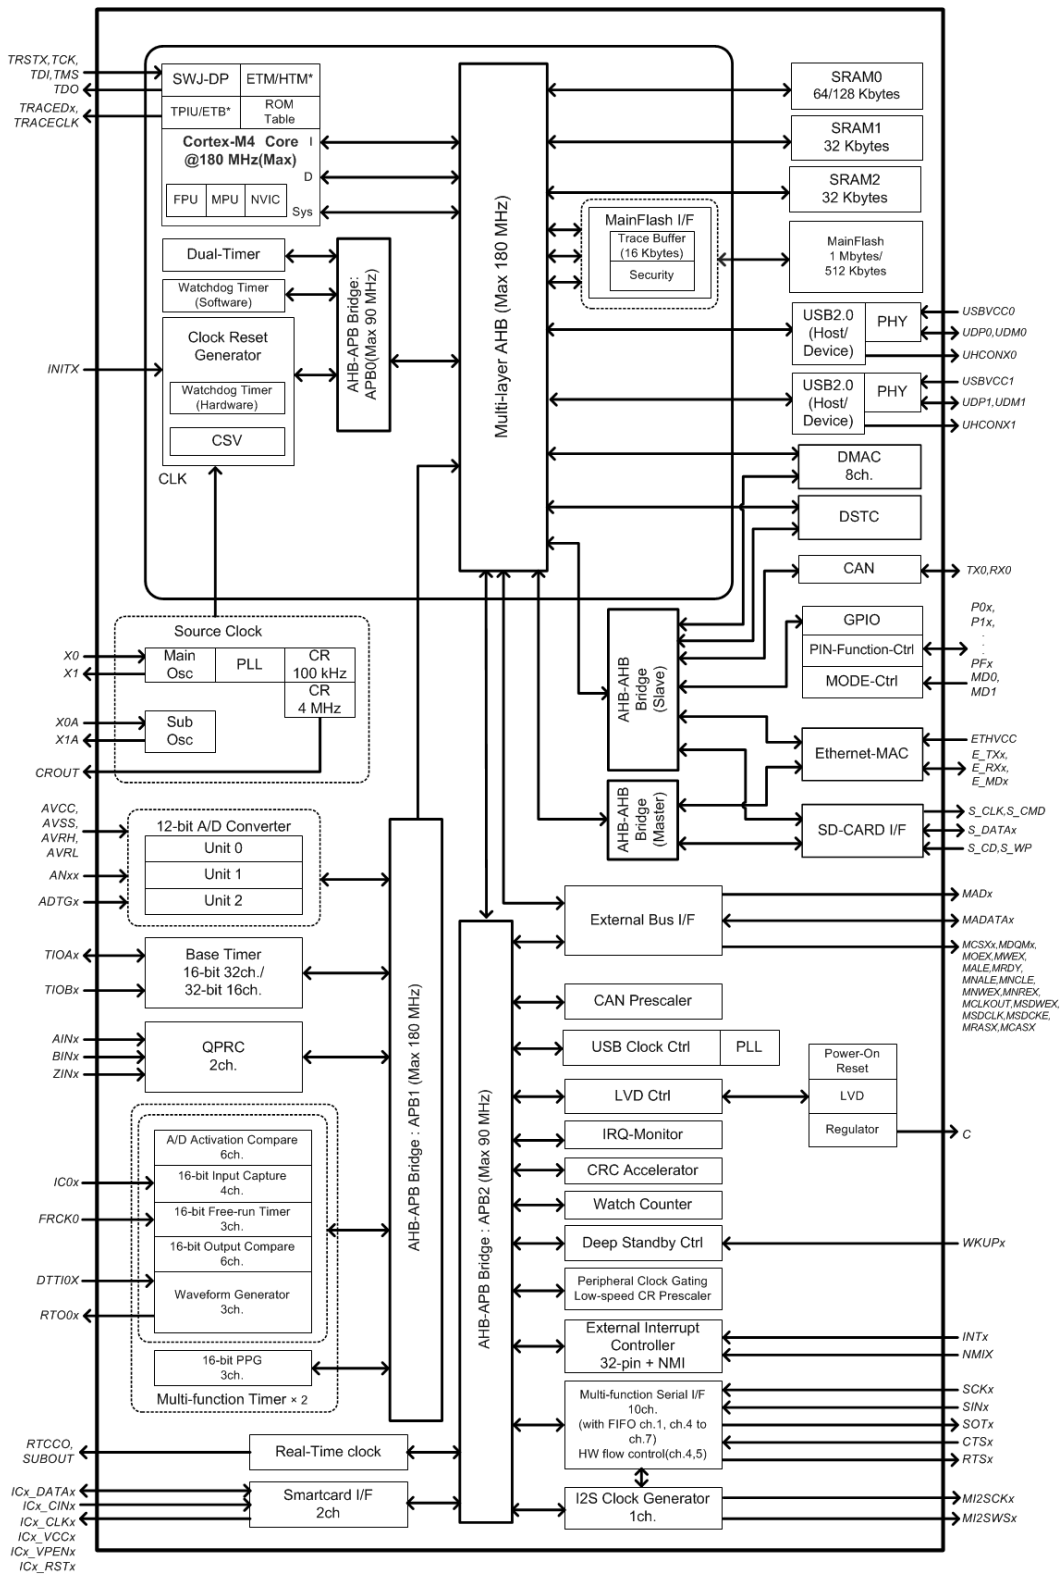 TRSTX,TCK,
TDI,TMS
TDO
TRACEDx,
TRACECLK
SWJ-DP
ETM/HTM*
TPIU/ETB*
ROM
Table
Cortex-M4 Core
@180 MHz(Max)
I
D
Sys
FPU
MPU
NVIC
Dual-Timer
Watchdog Timer
(Software)
Clock Reset
Generator
Watchdog Timer
(Hardware)
CSV
CLK
INITX
AHB-APB Bridge:
APB0(Max 90 MHz)
Multi-layer AHB (Max 180 MHz)
SRAM0
64/128 Kbytes
SRAM1
32 Kbytes
SRAM2
32 Kbytes
MainFlash I/F
Trace Buffer
(16 Kbytes)
Security
MainFlash
1 Mbytes/
512 Kbytes
USB2.0
(Host/
Device)
PHY
USBVCC0
UDP0,UDM0
UHCONX0
USB2.0
(Host/
Device)
PHY
USBVCC1
UDP1,UDM1
UHCONX1
DMAC
8ch.
DSTC
CAN
TX0,RX0
GPIO
PIN-Function-Ctrl
MODE-Ctrl
P0x,
P1x,
.
:
PFx
MD0,
MD1
AHB-AHB
Bridge
(Slave)
AHB-AHB
Bridge
(Master)
Ethernet-MAC
ETHVCC
E_TXx,
E_RXx,
E_MDx
SD-CARD I/F
S_CLK,S_CMD
S_DATAx
S_CD,S_WP
Source Clock
Main
Osc
PLL
CR
100 kHz
CR
4 MHz
Sub
Osc
X0
X1
X0A
X1A
CROUT
AVCC,
AVSS,
AVRH,
AVRL
ANxx
ADTGx
12-bit A/D Converter
Unit 0
Unit 1
Unit 2
TIOAx
TIOBx
Base Timer
16-bit 32ch./
32-bit 16ch.
AINx
BINx
ZINx
QPRC
2ch.
A/D Activation Compare
6ch.
16-bit Input Capture
4ch.
16-bit Free-run Timer
3ch.
16-bit Output Compare
6ch.
Waveform Generator
3ch.
16-bit PPG
3ch.
Multi-function Timer × 2
IC0x
FRCK0
DTTI0X
RTO0x
AHB-APB Bridge : APB1 (Max 180 MHz)
AHB-APB Bridge : APB2 (Max 90 MHz)
External Bus I/F
MADx
MADATAx
MCSXx,MDQMx,
MOEX,MWEX,
MALE,MRDY,
MNALE,MNCLE,
MNWEX,MNREX,
MCLKOUT,MSDWEX,
MSDCLK,MSDCKE,
MRASX,MCASX
CAN Prescaler
USB Clock Ctrl
PLL
LVD Ctrl
Power-On
Reset
LVD
Regulator
C
IRQ-Monitor
CRC Accelerator
Watch Counter
Deep Standby Ctrl
WKUPx
Peripheral Clock Gating
Low-speed CR Prescaler
External Interrupt
Controller
32-pin + NMI
INTx
NMIX
Multi-function Serial I/F
10ch.
(with FIFO ch.1, ch.4 to
ch.7)
HW flow control(ch.4,5)
SCKx
SINx
SOTx
CTSx
RTSx
I2S Clock Generator
1ch.
MI2SCKx
MI2SWSx
RTCCO,
SUBOUT
Real-Time clock
ICx_DATAx
ICx_CINx
ICx_CLKx
ICx_VCCx
ICx_VPENx
ICx_RSTx
Smartcard I/F
2ch